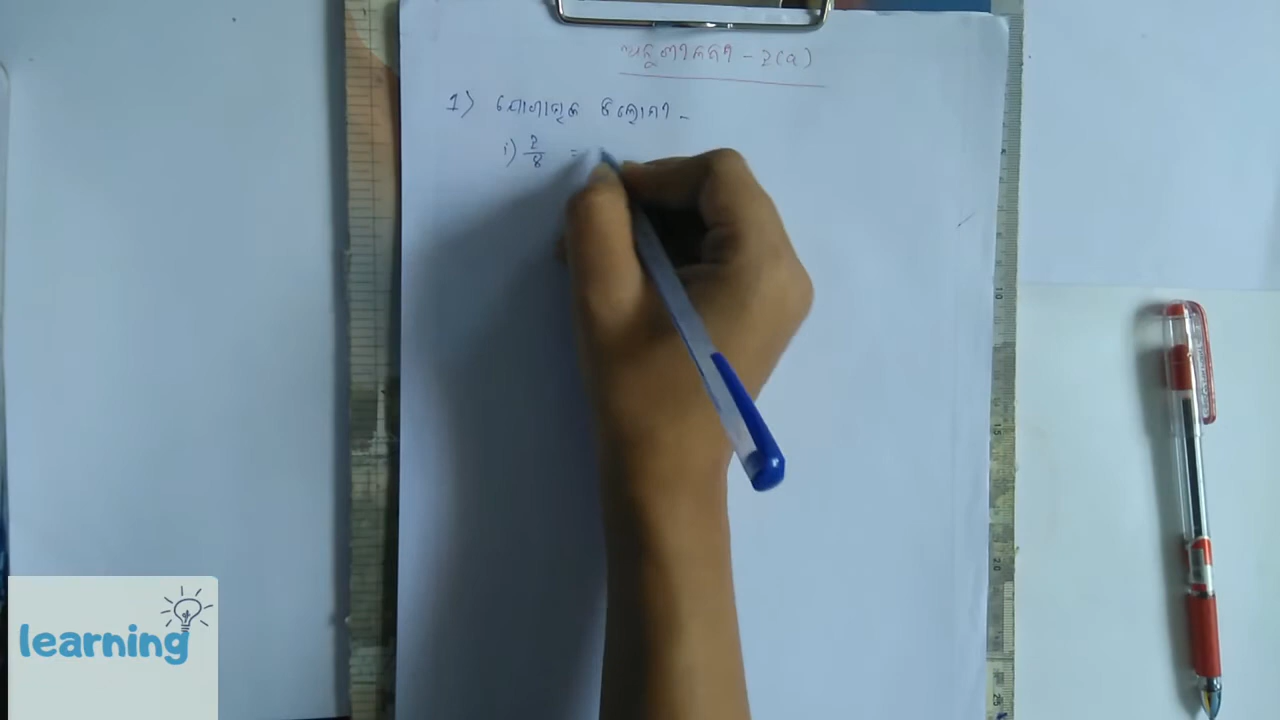 ଅନୁଶୀଳନୀ - 2(a)
1) ଯୋଗାତ୍ମକ ବିଲୋମୀ -
i) 2/8 =
learning